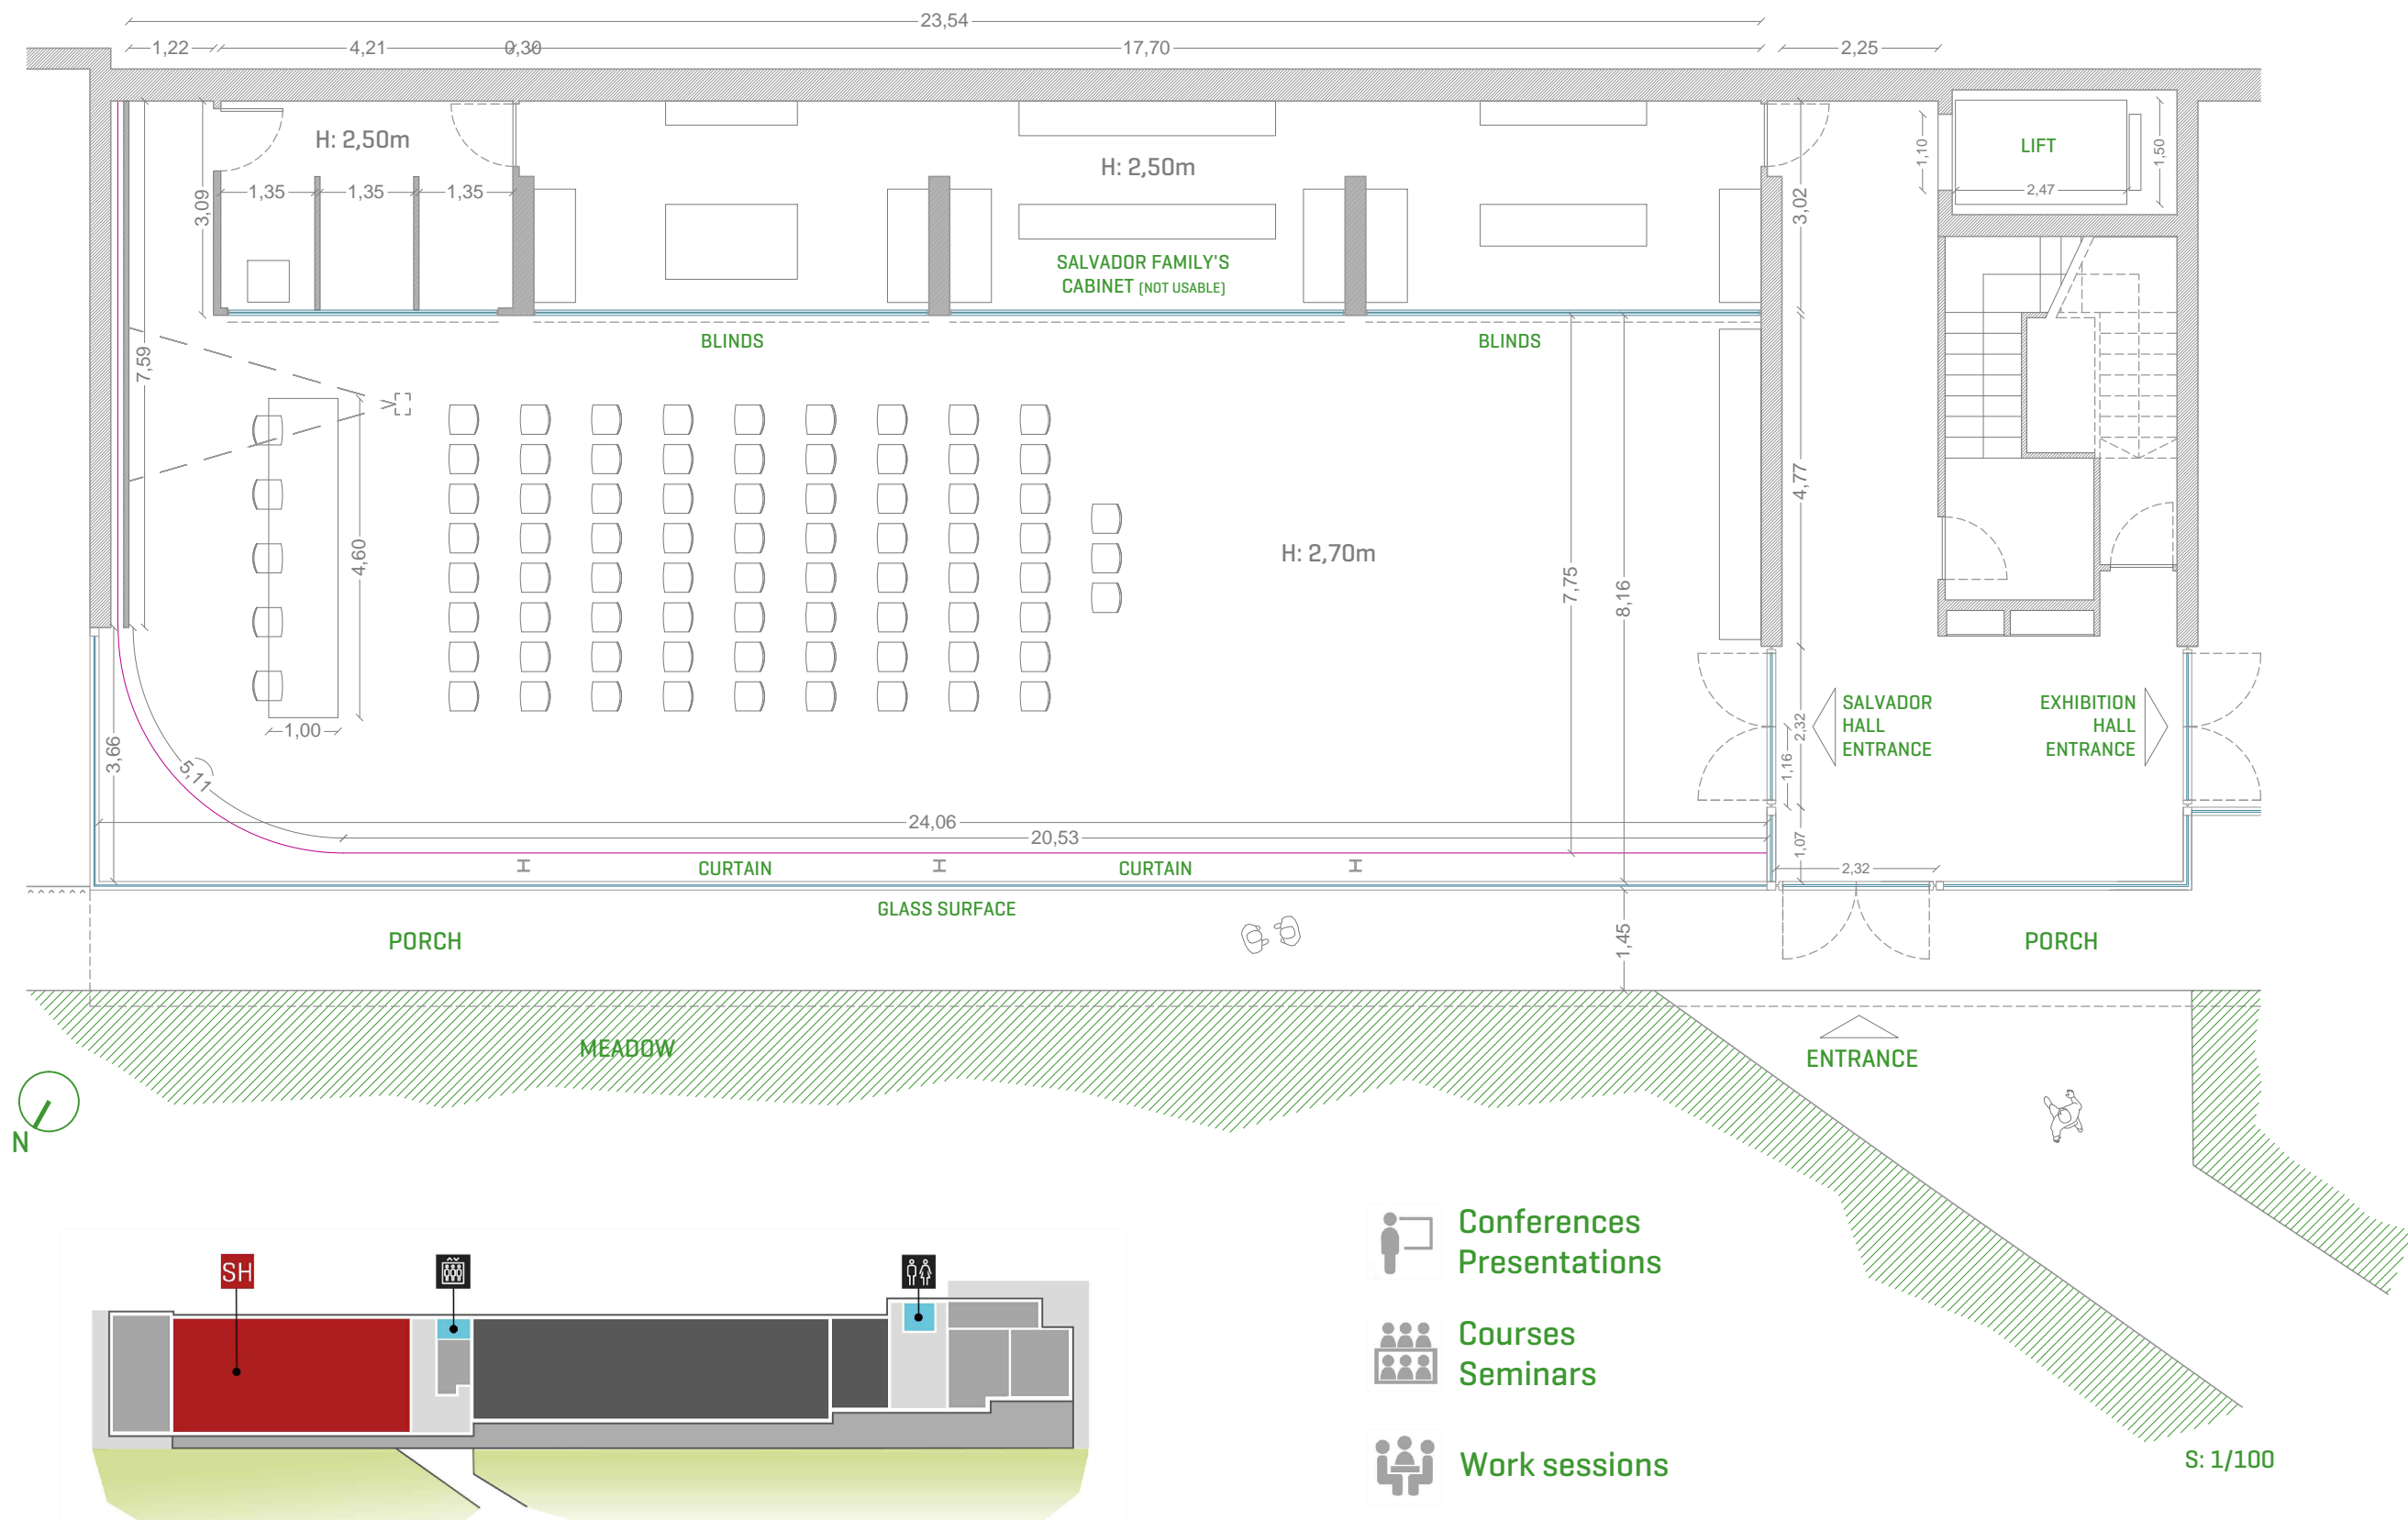 23,54
1,22
4,21
0,30
17,70
2,25
H: 2,50m
H: 2,50m
LIFT
1,10
1,50
2,47
1,35
1,35
1,35
3,09
3,02
SALVADOR FAMILY'S
CABINET (NOT USABLE)
BLINDS
BLINDS
7,59
4,77
4,60
H: 2,70m
7,75
8,16
SALVADOR
HALL
ENTRANCE
EXHIBITION
HALL
ENTRANCE
1,00
2,32
3,66
5,11
1,16
24,06
20,53
1,07
CURTAIN
CURTAIN
2,32
GLASS SURFACE
PORCH
1,45
PORCH
MEADOW
ENTRANCE
N
SH
Conferences
Presentations
Courses
Seminars
Work sessions
S: 1/100